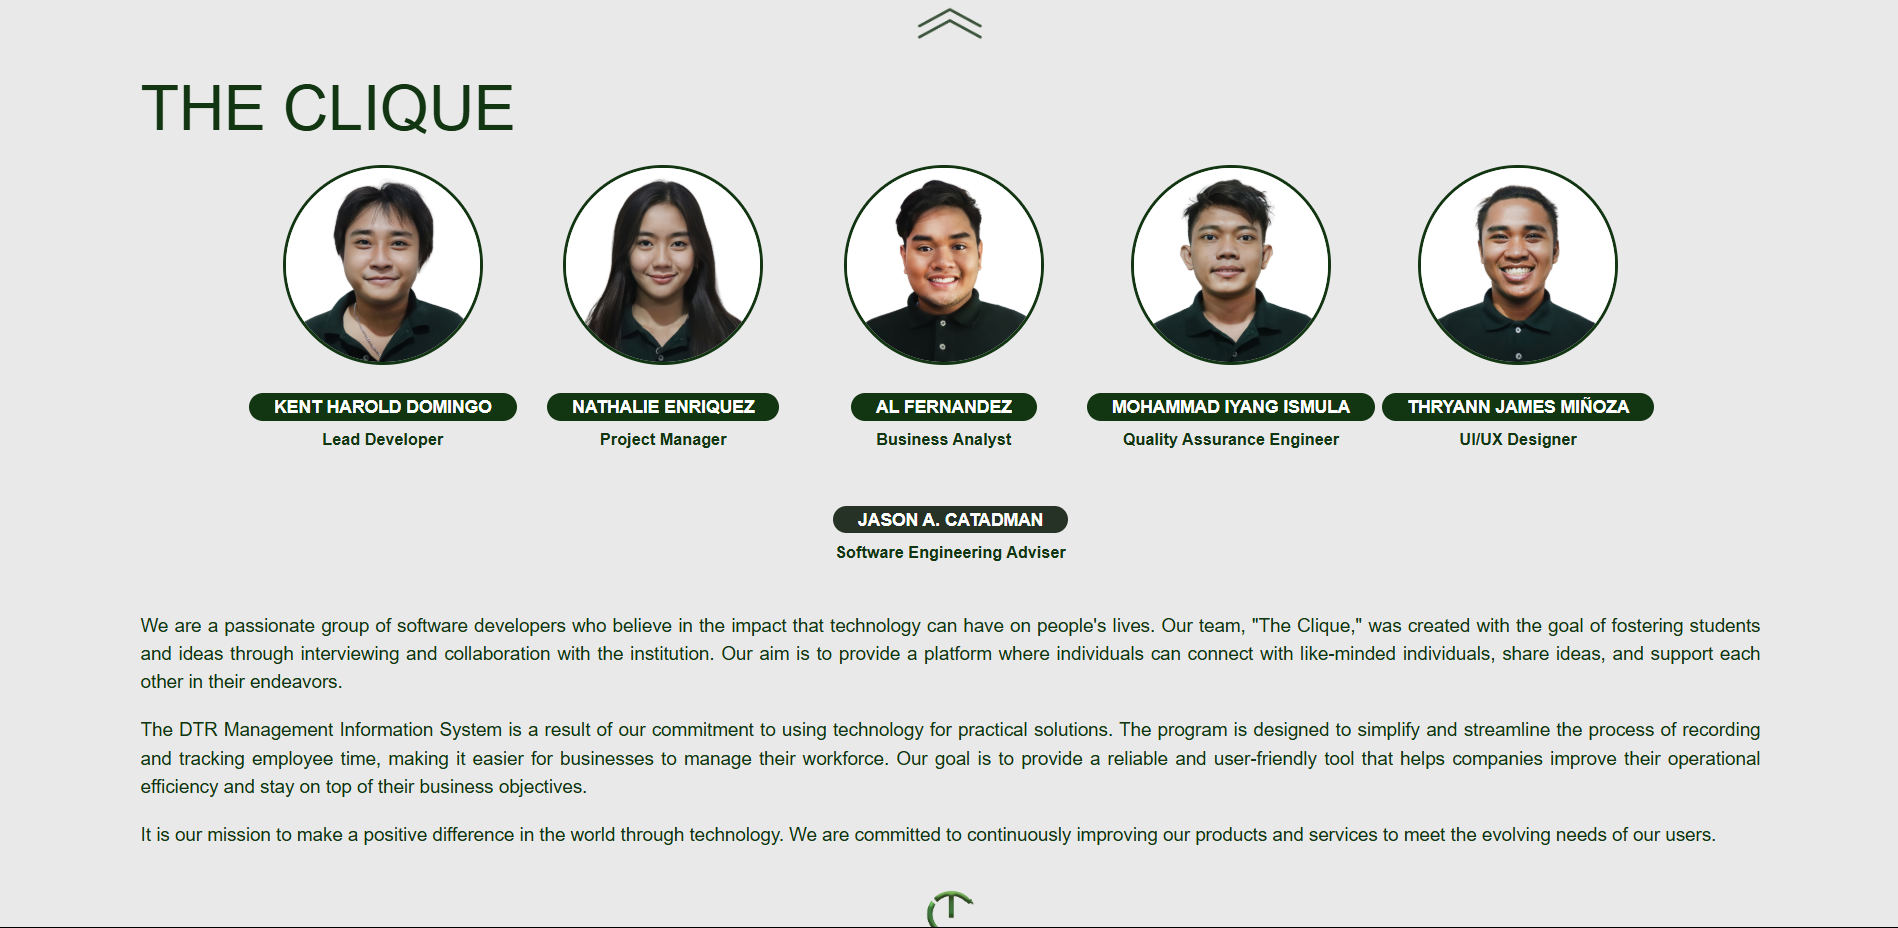 THE CLIQUE
KENT HAROLD DOMINGO
NATHALIE ENRIQUEZ
AL FERNANDEZ
MOHAMMAD IYANG ISMULA
THRYANN JAMES MIÑOZA
Lead Developer
Project Manager
Business Analyst
Quality Assurance Engineer
UI/UX Designer
JASON A. CATADMAN
Software Engineering Adviser
We are a passionate group of software developers who believe in the impact that technology can have on people's lives. Our team, "The Clique," was created with the goal of fostering students
and ideas through interviewing and collaboration with the institution. Our aim is to provide a platform where individuals can connect with like-minded individuals, share ideas, and support each
other in their endeavors.
The DTR Management Information System is a result of our commitment to using technology for practical solutions. The program is designed to simplify and streamline the process of recording
and tracking employee time, making it easier for businesses to manage their workforce. Our goal is to provide a reliable and user-friendly tool that helps companies improve their operational
efficiency and stay on top of their business objectives.
It is our mission to make a positive difference in the world through technology. We are committed to continuously improving our products and services to meet the evolving needs of our users.